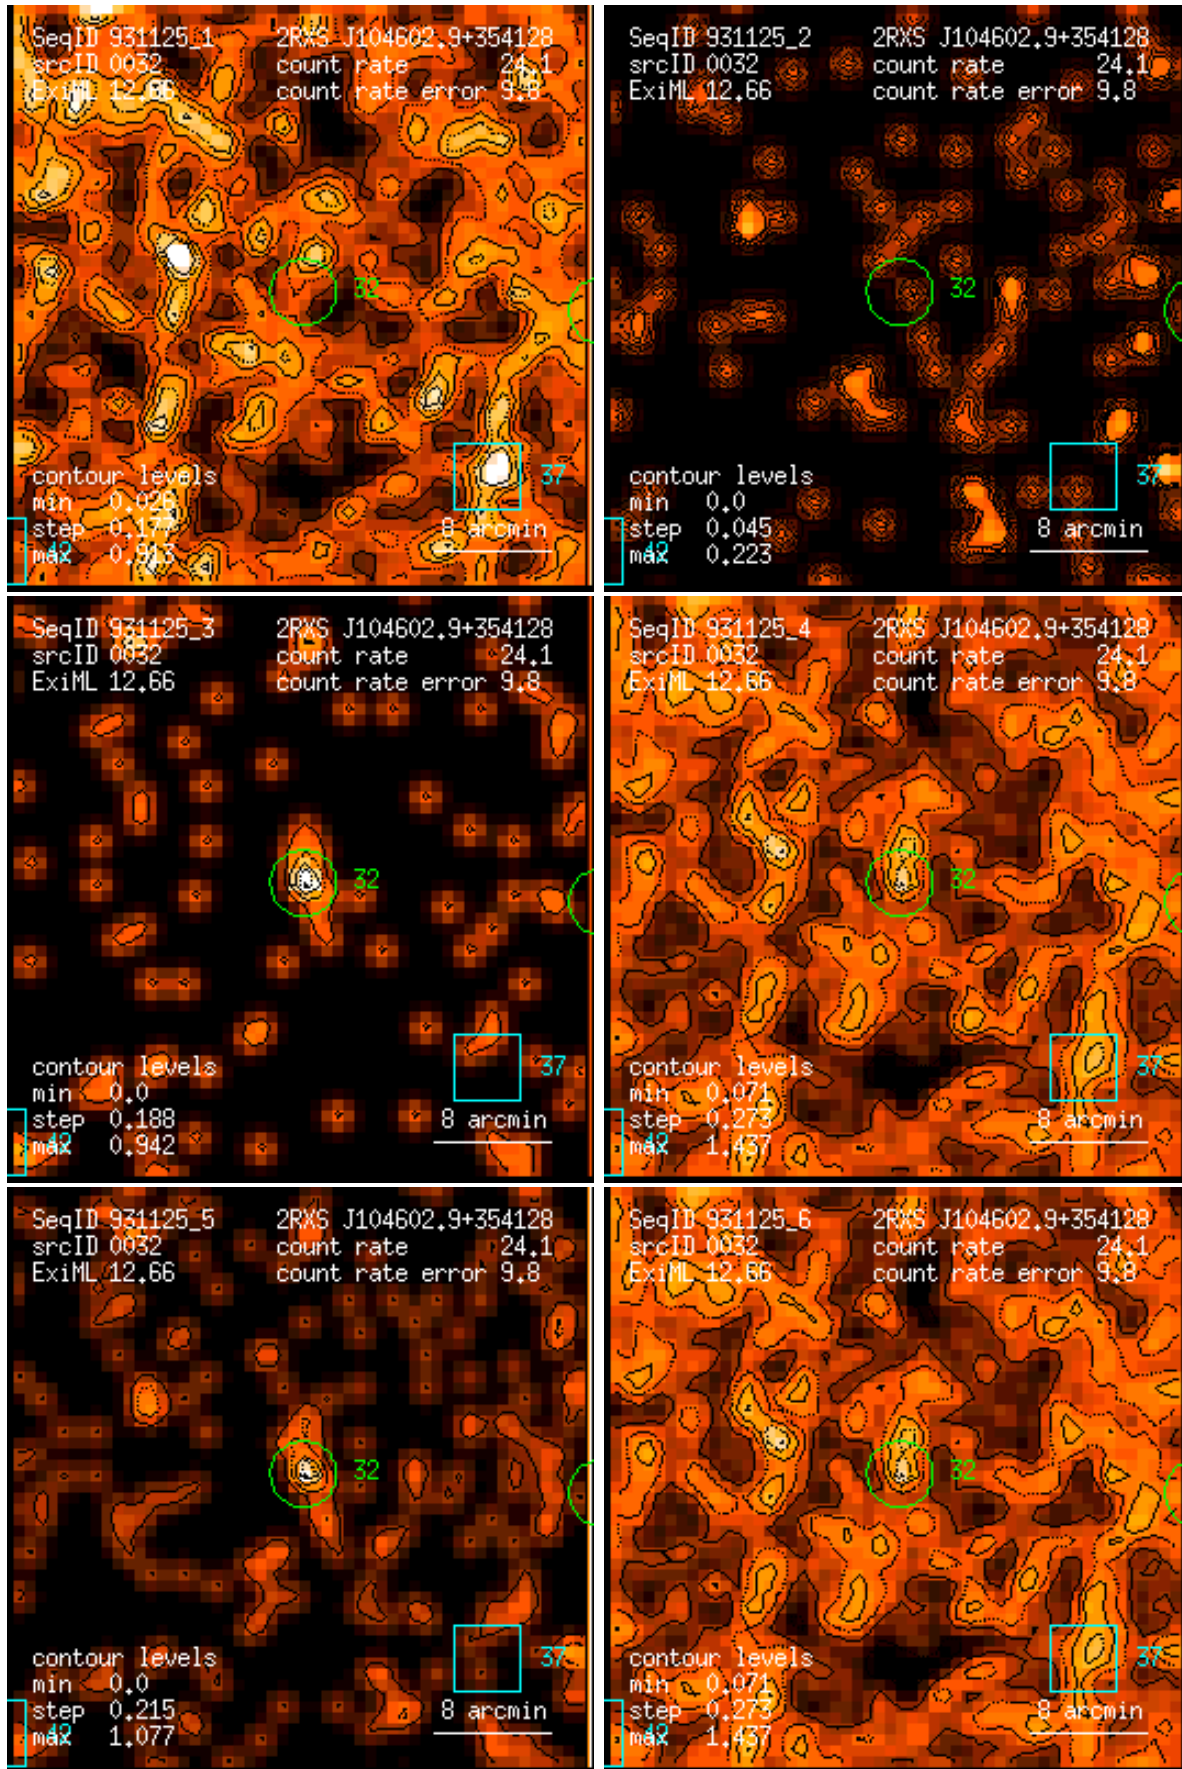 SeqID 931125_1 2RXS J104602.9+354128
srcID 0032 count rate 24.1
ExiML 12.66 count rate error 9.8
32
contour levels
37
min 0.026
step 0.177 8 arcmin
max 0.913
42
SeqID 931125_2 2RXS J104602.9+354128
srcID 0032 count rate 24.1
ExiML 12.66 count rate error 9.8
32
contour levels
37
min 0.0
step 0.045 8 arcmin
max 0.223
42
SeqID 931125_3 2RXS J104602.9+354128
srcID 0032 count rate 24.1
ExiML 12.66 count rate error 9.8
32
contour levels
37
min 0.0
step 0.188 8 arcmin
max 0.942
42
SeqID 931125_4 2RXS J104602.9+354128
srcID 0032 count rate 24.1
ExiML 12.66 count rate error 9.8
32
contour levels
37
min 0.071
step 0.273 8 arcmin
max 1.437
42
SeqID 931125_5 2RXS J104602.9+354128
srcID 0032 count rate 24.1
ExiML 12.66 count rate error 9.8
32
contour levels
37
min 0.0
step 0.215 8 arcmin
max 1.077
42
SeqID 931125_6 2RXS J104602.9+354128
srcID 0032 count rate 24.1
ExiML 12.66 count rate error 9.8
32
contour levels
37
min 0.071
step 0.273 8 arcmin
max 1.437
42